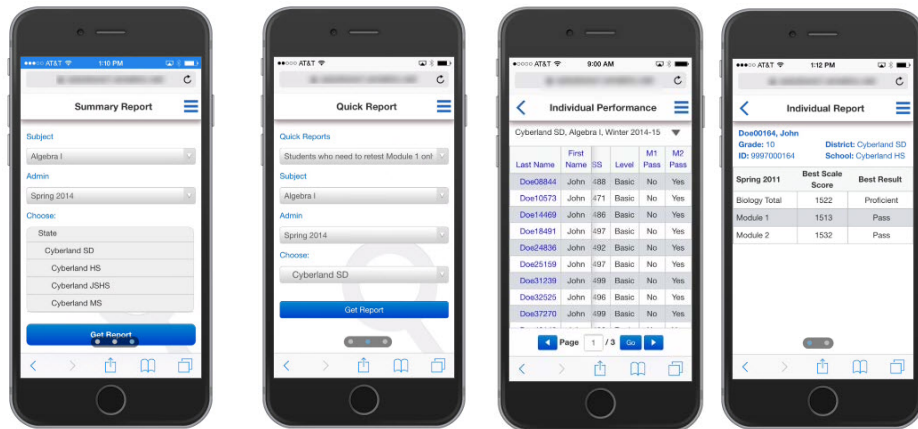 AT&T 1:10 PM
Summary Report
Subject
Algebra I
Admin
Spring 2014
Choose:
State
Cyberland SD
Cyberland HS
Cyberland JSHS
Cyberland MS
Get Report
AT&T
Quick Report
Quick Reports
Students who need to retest Module 1 onl
Subject
Algebra I
Admin
Spring 2014
Choose:
Cyberland SD
Get Report
AT&T 9:00 AM
Individual Performance
Cyberland SD, Algebra I, Winter 2014-15
Last Name First Name SS Level M1 Pass M2 Pass
Doe08844 John 488 Basic No Yes
Doe10573 John 471 Basic No Yes
Doe14469 John 486 Basic No Yes
Doe18491 John 497 Basic No Yes
Doe24836 John 492 Basic No Yes
Doe25159 John 497 Basic No Yes
Doe31239 John 499 Basic No Yes
Doe32525 John 496 Basic No Yes
Doe37270 John 499 Basic No Yes
Page 1 / 3 Go
AT&T 1:12 PM
Individual Report
Doe00164, John
Grade: 10 District: Cyberland SD
ID: 9997000164 School: Cyberland HS
Spring 2011 Best Scale Score Best Result
Biology Total 1522 Proficient
Module 1 1513 Pass
Module 2 1532 Pass